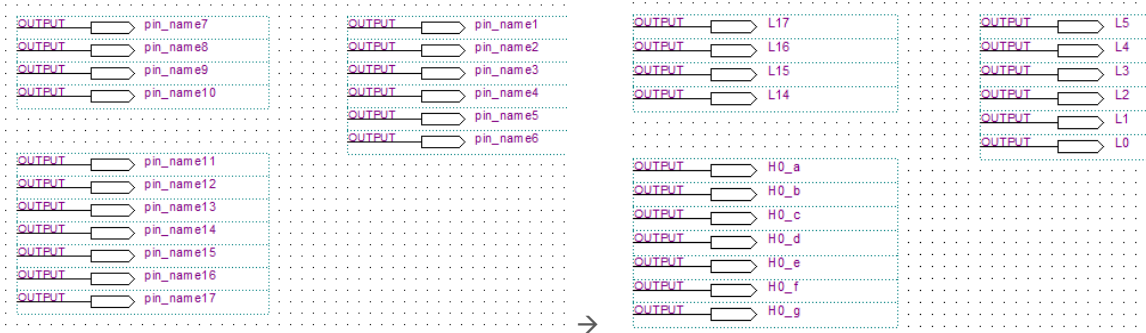 OUTPUT pin_name7
OUTPUT pin_name8
OUTPUT pin_name9
OUTPUT pin_name10
OUTPUT pin_name11
OUTPUT pin_name12
OUTPUT pin_name13
OUTPUT pin_name14
OUTPUT pin_name15
OUTPUT pin_name16
OUTPUT pin_name17
OUTPUT pin_name1
OUTPUT pin_name2
OUTPUT pin_name3
OUTPUT pin_name4
OUTPUT pin_name5
OUTPUT pin_name6
→
OUTPUT L17
OUTPUT L16
OUTPUT L15
OUTPUT L14
OUTPUT H0_a
OUTPUT H0_b
OUTPUT H0_c
OUTPUT H0_d
OUTPUT H0_e
OUTPUT H0_f
OUTPUT H0_g
OUTPUT L5
OUTPUT L4
OUTPUT L3
OUTPUT L2
OUTPUT L1
OUTPUT L0